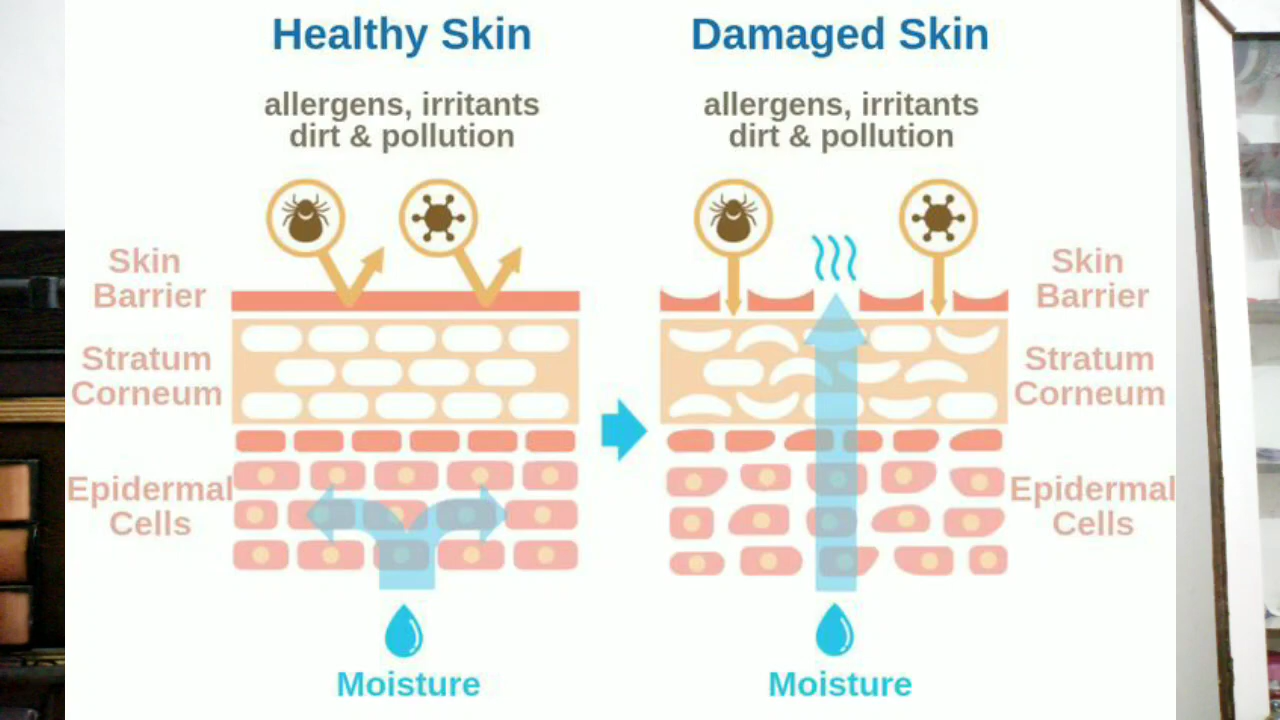 Healthy Skin
Damaged Skin
allergens, irritants
dirt & pollution
allergens, irritants
dirt & pollution
Skin
Barrier
Stratum
Corneum
Epidermal
Cells
Skin
Barrier
Stratum
Corneum
Epidermal
Cells
Moisture
Moisture